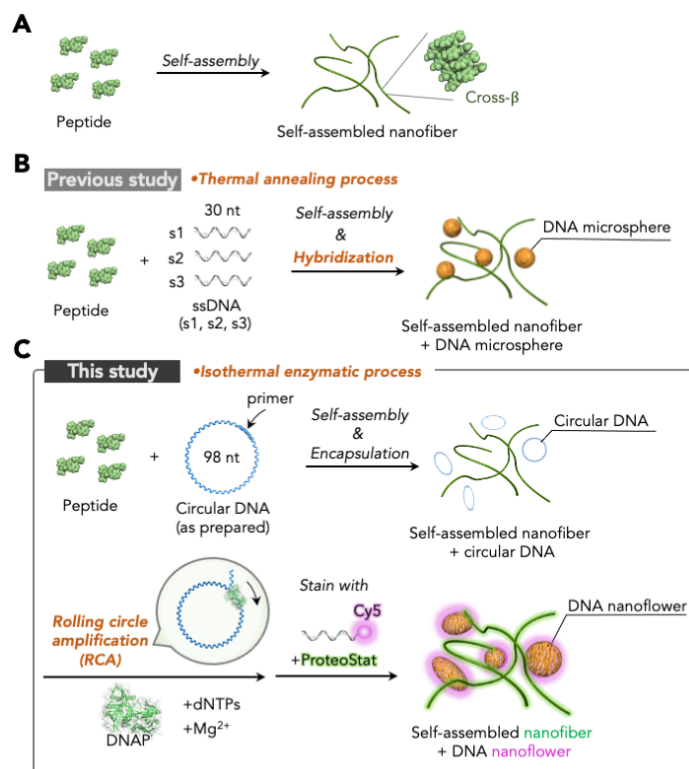 A
Self-assembly
Peptide
Cross-β
Self-assembled nanofiber
B
Previous study
•Thermal annealing process
30 nt
s1
s2
s3
+
Peptide
ssDNA
(s1, s2, s3)
Self-assembly
&
Hybridization
DNA microsphere
Self-assembled nanofiber
+ DNA microsphere
C
This study
•Isothermal enzymatic process
primer
+
98 nt
Peptide
Circular DNA
(as prepared)
Self-assembly
&
Encapsulation
Circular DNA
Self-assembled nanofiber
+ circular DNA
Rolling circle
amplification
(RCA)
DNAP
+dNTPs
+Mg²⁺
Stain with
Cy5
+ProteoStat
DNA nanoflower
Self-assembled nanofiber
+ DNA nanoflower